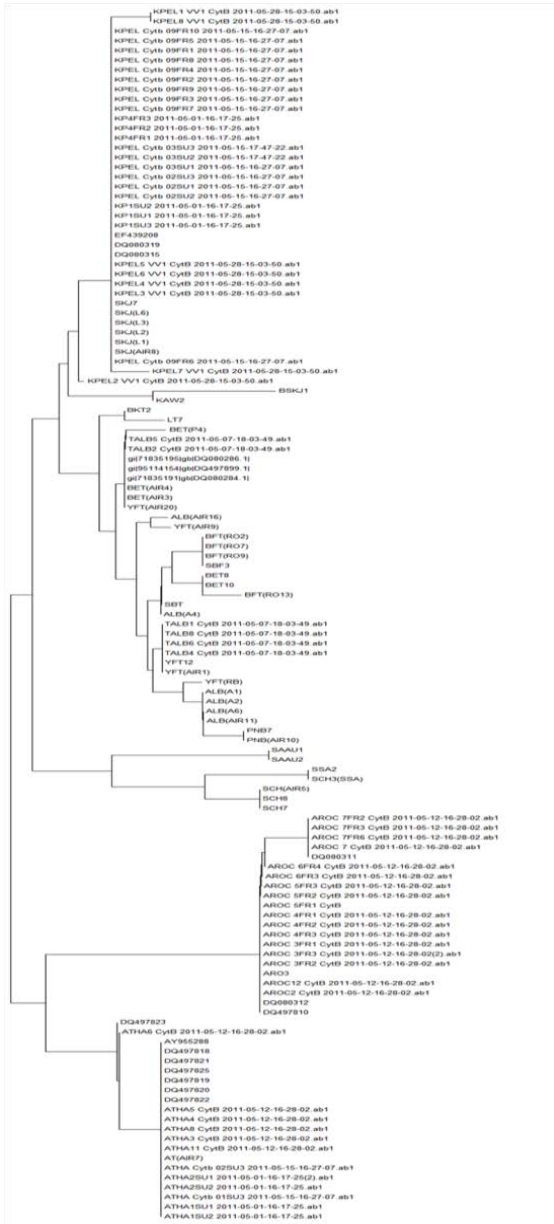 KPEL1 VV1 CytB 2011-05-28-15-03-50.ab1
KPEL8 VV1 CytB 2011-05-28-15-03-50.ab1
KPEL Cytb 09FR10 2011-05-15-16-27-07.ab1
KPEL Cytb 09FR5 2011-05-15-16-27-07.ab1
KPEL Cytb 09FR1 2011-05-15-16-27-07.ab1
KPEL Cytb 09FR8 2011-05-15-16-27-07.ab1
KPEL Cytb 09FR4 2011-05-15-16-27-07.ab1
KPEL Cytb 09FR2 2011-05-15-16-27-07.ab1
KPEL Cytb 09FR9 2011-05-15-16-27-07.ab1
KPEL Cytb 09FR3 2011-05-15-16-27-07.ab1
KPEL Cytb 09FR7 2011-05-15-16-27-07.ab1
KP4FR3 2011-05-01-16-17-25.ab1
KP4FR2 2011-05-01-16-17-25.ab1
KP4FR1 2011-05-01-16-17-25.ab1
KPEL Cytb 03SU3 2011-05-15-17-47-22.ab1
KPEL Cytb 03SU2 2011-05-15-17-47-22.ab1
KPEL Cytb 03SU1 2011-05-15-16-27-07.ab1
KPEL Cytb 02SU3 2011-05-15-16-27-07.ab1
KPEL Cytb 02SU1 2011-05-15-16-27-07.ab1
KPEL Cytb 02SU2 2011-05-15-16-27-07.ab1
KP1SU2 2011-05-01-16-17-25.ab1
KP1SU1 2011-05-01-16-17-25.ab1
KP1SU3 2011-05-01-16-17-25.ab1
EF439208
DQ080319
DQ080315
KPEL5 VV1 CytB 2011-05-28-15-03-50.ab1
KPEL6 VV1 CytB 2011-05-28-15-03-50.ab1
KPEL4 VV1 CytB 2011-05-28-15-03-50.ab1
KPEL3 VV1 CytB 2011-05-28-15-03-50.ab1
SKJ7
SKJ(L6)
SKJ(L3)
SKJ(L2)
SKJ(L1)
SKJ(AIR8)
KPEL Cytb 09FR6 2011-05-15-16-27-07.ab1
KPEL7 VV1 CytB 2011-05-28-15-03-50.ab1
KPEL2 VV1 CytB 2011-05-28-15-03-50.ab1
BSKJ1
KAW2
BKT2
LT7
BET(P4)
TALB5 CytB 2011-05-07-18-03-49.ab1
TALB2 CytB 2011-05-07-18-03-49.ab1
gi|71835195|gb|DQ080286.1|
gi|95114154|gb|DQ497899.1|
gi|71835191|gb|DQ080284.1|
BET(AIR4)
BET(AIR3)
YFT(AIR20)
ALB(AIR16)
YFT(AIR9)
BFT(RO2)
BFT(RO7)
BFT(RO9)
SBF3
BET8
BET10
BFT(RO13)
SBT
ALB(A4)
TALB1 CytB 2011-05-07-18-03-49.ab1
TALB8 CytB 2011-05-07-18-03-49.ab1
TALB6 CytB 2011-05-07-18-03-49.ab1
TALB4 CytB 2011-05-07-18-03-49.ab1
YFT12
YFT(AIR1)
YFT(RB)
ALB(A1)
ALB(A2)
ALB(A6)
ALB(AIR11)
PNB7
PNB(AIR10)
SAAU1
SAAU2
SSA2
SCH3(SSA)
SCH(AIR5)
SCH8
SCH7
AROC 7FR2 CytB 2011-05-12-16-28-02.ab1
AROC 7FR3 CytB 2011-05-12-16-28-02.ab1
AROC 7FR6 CytB 2011-05-12-16-28-02.ab1
AROC 7 CytB 2011-05-12-16-28-02.ab1
DQ080311
AROC 6FR4 CytB 2011-05-12-16-28-02.ab1
AROC 6FR3 CytB 2011-05-12-16-28-02.ab1
AROC 5FR3 CytB 2011-05-12-16-28-02.ab1
AROC 5FR2 CytB 2011-05-12-16-28-02.ab1
AROC 5FR1 CytB
AROC 4FR1 CytB 2011-05-12-16-28-02.ab1
AROC 4FR2 CytB 2011-05-12-16-28-02.ab1
AROC 4FR3 CytB 2011-05-12-16-28-02.ab1
AROC 3FR1 CytB 2011-05-12-16-28-02.ab1
AROC 3FR3 CytB 2011-05-12-16-28-02(2).ab1
AROC 3FR2 CytB 2011-05-12-16-28-02.ab1
ARO3
AROC12 CytB 2011-05-12-16-28-02.ab1
AROC2 CytB 2011-05-12-16-28-02.ab1
DQ080312
DQ497810
DQ497823
ATHA6 CytB 2011-05-12-16-28-02.ab1
AY955288
DQ497818
DQ497821
DQ497825
DQ497819
DQ497820
DQ497822
ATHA5 CytB 2011-05-12-16-28-02.ab1
ATHA4 CytB 2011-05-12-16-28-02.ab1
ATHA8 CytB 2011-05-12-16-28-02.ab1
ATHA3 CytB 2011-05-12-16-28-02.ab1
ATHA11 CytB 2011-05-12-16-28-02.ab1
AT(AIR7)
ATHA Cytb 02SU3 2011-05-15-16-27-07.ab1
ATHA2SU1 2011-05-01-16-17-25(2).ab1
ATHA2SU2 2011-05-01-16-17-25.ab1
ATHA Cytb 01SU3 2011-05-15-16-27-07.ab1
ATHA1SU1 2011-05-01-16-17-25.ab1
ATHA1SU2 2011-05-01-16-17-25.ab1